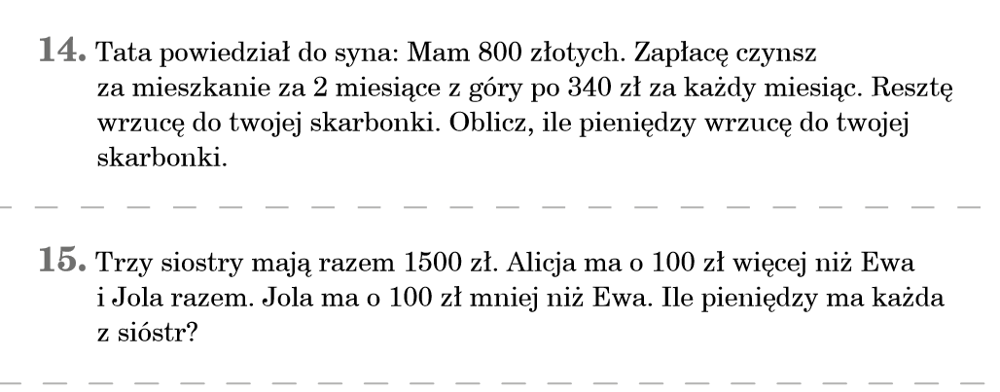 14. Tata powiedział do syna: Mam 800 złotych. Zapłacę czynsz
za mieszkanie za 2 miesiące z góry po 340 zł za każdy miesiąc. Resztę
wrzucę do twojej skarbonki. Oblicz, ile pieniędzy wrzucę do twojej
skarbonki.
15. Trzy siostry mają razem 1500 zł. Alicja ma o 100 zł więcej niż Ewa
i Jola razem. Jola ma o 100 zł mniej niż Ewa. Ile pieniędzy ma każda
z sióstr?